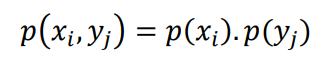 p(xᵢ, yⱼ) = p(xᵢ).p(yⱼ)